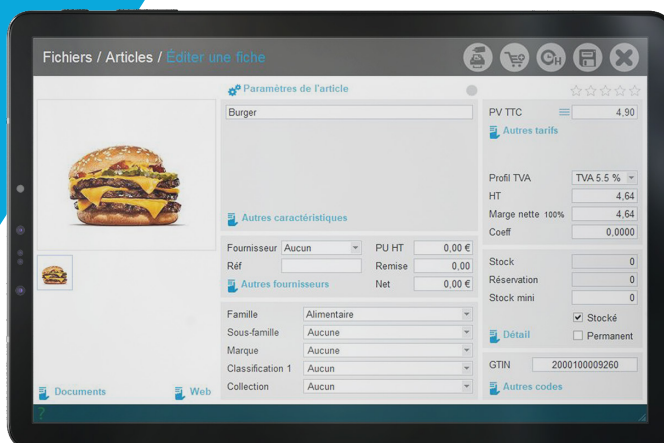 Fichiers / Articles / Éditer une fiche
H
Paramètres de l'article
Burger
Autres caractéristiques
Fournisseur Aucun PU HT 0,00 €
Réf Remise 0,00
Autres fournisseurs Net 0,00 €
Famille Alimentaire
Sous-famille Aucune
Marque Aucune
Classification 1 Aucun
Collection Aucun
Documents Web
PV TTC 4,90
Autres tarifs
Profil TVA TVA 5.5 %
HT 4,64
Marge nette 100% 4,64
Coeff 0,0000
Stock 0
Réservation 0
Stock mini 0
Stocké
Détail Permanent
GTIN 2000100009260
Autres codes
?